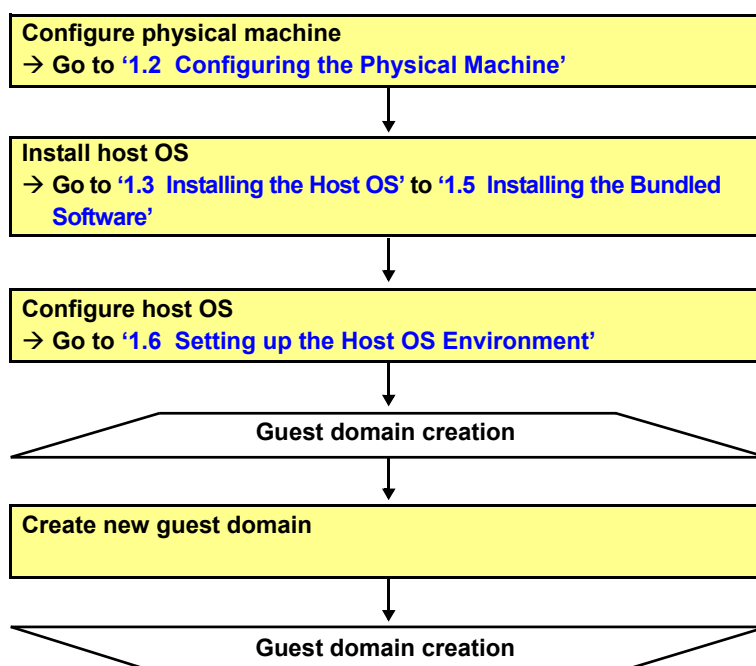 Configure physical machine
→ Go to ‘1.2 Configuring the Physical Machine’
Install host OS
→ Go to ‘1.3 Installing the Host OS’ to ‘1.5 Installing the Bundled
Software’
Configure host OS
→ Go to ‘1.6 Setting up the Host OS Environment’
Guest domain creation
Create new guest domain
Guest domain creation